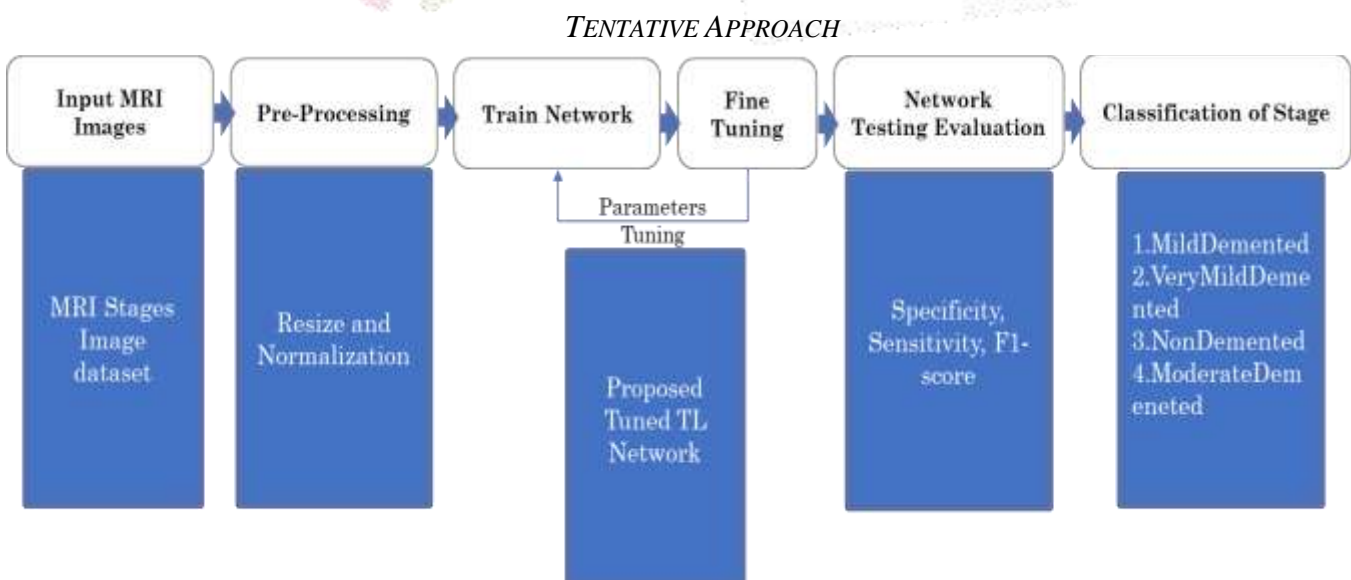 TENTATIVE APPROACH
Input MRI
Images
Pre-Processing
Train Network
Fine
Tuning
Network
Testing Evaluation
Classification of Stage
MRI Stages
Image
dataset
Resize and
Normalization
Parameters
Tuning
Proposed
Tuned TL
Network
Specificity,
Sensitivity, F1-
score
1.MildDemented
2.VeryMildDeme
nted
3.NonDemented
4.ModerateDem
eneted